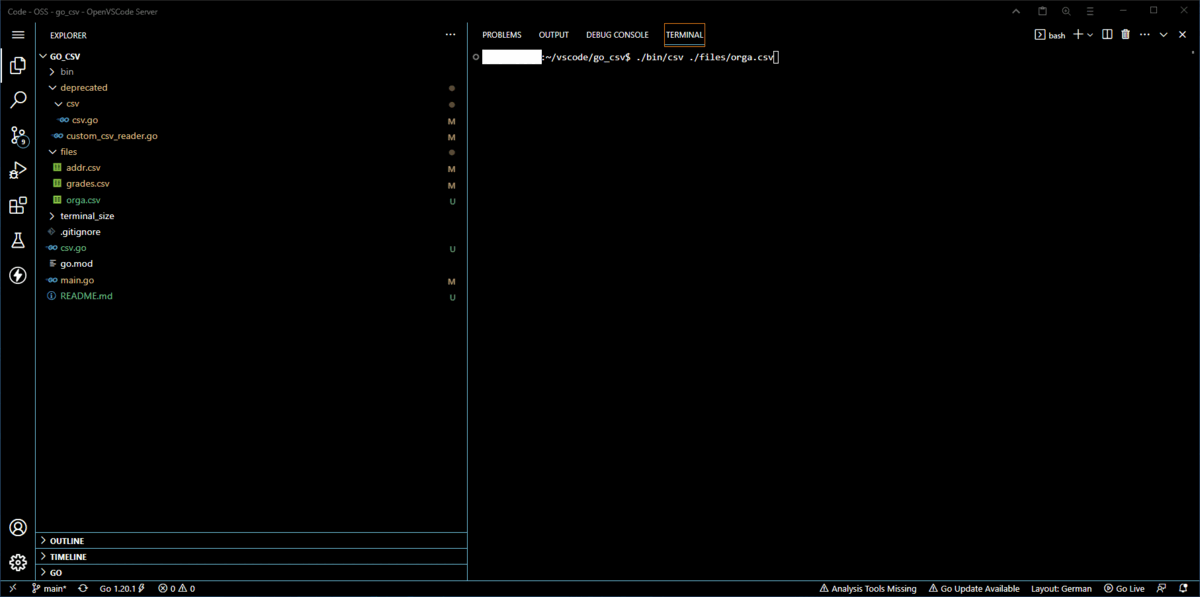 Code - OSS - go_csv - OpenVSCode Server
EXPLORER
GO_CSV
bin
deprecated
csv
csv.go M
custom_csv_reader.go M
files
addr.csv M
grades.csv M
orga.csv U
terminal_size
.gitignore
csv.go U
go.mod
main.go M
README.md U
OUTLINE
TIMELINE
GO
9
PROBLEMS OUTPUT DEBUG CONSOLE TERMINAL
bash
:~/vscode/go_csv$ ./bin/csv ./files/orga.csv
main* Go 1.20.1 0 0 Analysis Tools Missing Go Update Available Layout: German Go Live